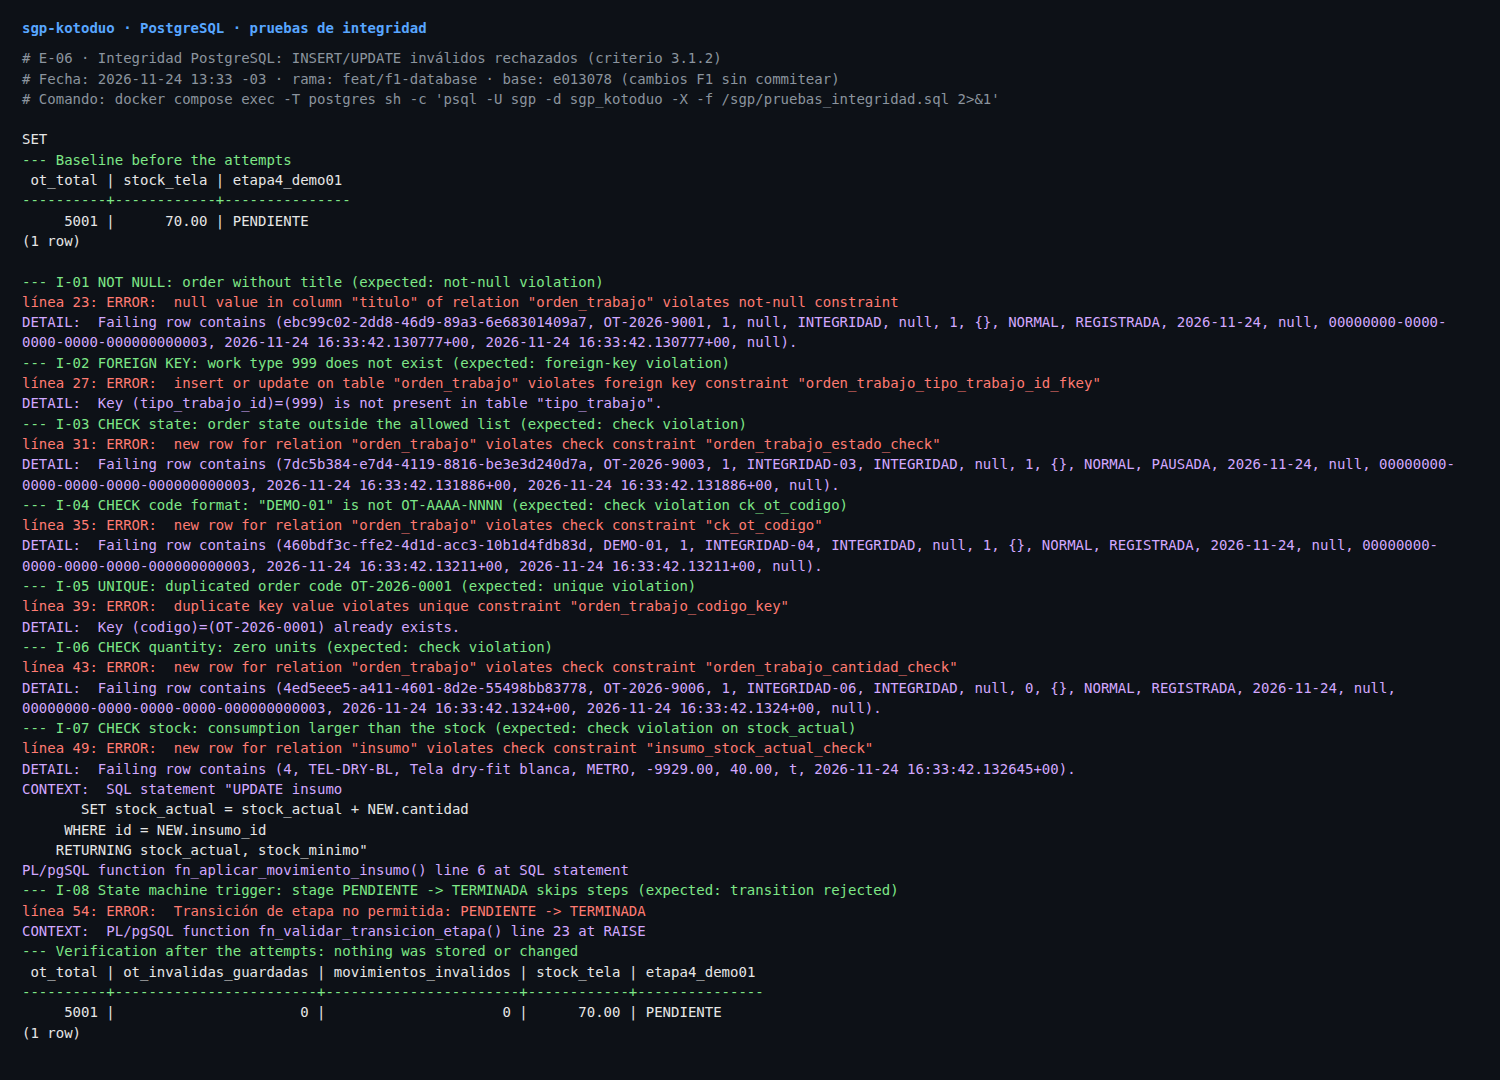 sgp-kotoduo · PostgreSQL · pruebas de integridad
# E-06 · Integridad PostgreSQL: INSERT/UPDATE inválidos rechazados (criterio 3.1.2)
# Fecha: 2026-11-24 13:33 -03 · rama: feat/f1-database · base: e013078 (cambios F1 sin commitear)
# Comando: docker compose exec -T postgres sh -c 'psql -U sgp -d sgp_kotoduo -X -f /sgp/pruebas_integridad.sql 2>&1'
SET
--- Baseline before the attempts
 ot_total | stock_tela | etapa4_demo01
----------+------------+---------------
     5001 |      70.00 | PENDIENTE
(1 row)
--- I-01 NOT NULL: order without title (expected: not-null violation)
línea 23: ERROR:  null value in column "titulo" of relation "orden_trabajo" violates not-null constraint
DETAIL:  Failing row contains (ebc99c02-2dd8-46d9-89a3-6e68301409a7, OT-2026-9001, 1, null, INTEGRIDAD, null, 1, {}, NORMAL, REGISTRADA, 2026-11-24, null, 00000000-0000-
0000-0000-000000000003, 2026-11-24 16:33:42.130777+00, 2026-11-24 16:33:42.130777+00, null).
--- I-02 FOREIGN KEY: work type 999 does not exist (expected: foreign-key violation)
línea 27: ERROR:  insert or update on table "orden_trabajo" violates foreign key constraint "orden_trabajo_tipo_trabajo_id_fkey"
DETAIL:  Key (tipo_trabajo_id)=(999) is not present in table "tipo_trabajo".
--- I-03 CHECK state: order state outside the allowed list (expected: check violation)
línea 31: ERROR:  new row for relation "orden_trabajo" violates check constraint "orden_trabajo_estado_check"
DETAIL:  Failing row contains (7dc5b384-e7d4-4119-8816-be3e3d240d7a, OT-2026-9003, 1, INTEGRIDAD-03, INTEGRIDAD, null, 1, {}, NORMAL, PAUSADA, 2026-11-24, null, 00000000-
0000-0000-0000-000000000003, 2026-11-24 16:33:42.131886+00, 2026-11-24 16:33:42.131886+00, null).
--- I-04 CHECK code format: "DEMO-01" is not OT-AAAA-NNNN (expected: check violation ck_ot_codigo)
línea 35: ERROR:  new row for relation "orden_trabajo" violates check constraint "ck_ot_codigo"
DETAIL:  Failing row contains (460bdf3c-ffe2-4d1d-acc3-10b1d4fdb83d, DEMO-01, 1, INTEGRIDAD-04, INTEGRIDAD, null, 1, {}, NORMAL, REGISTRADA, 2026-11-24, null, 00000000-
0000-0000-0000-000000000003, 2026-11-24 16:33:42.13211+00, 2026-11-24 16:33:42.13211+00, null).
--- I-05 UNIQUE: duplicated order code OT-2026-0001 (expected: unique violation)
línea 39: ERROR:  duplicate key value violates unique constraint "orden_trabajo_codigo_key"
DETAIL:  Key (codigo)=(OT-2026-0001) already exists.
--- I-06 CHECK quantity: zero units (expected: check violation)
línea 43: ERROR:  new row for relation "orden_trabajo" violates check constraint "orden_trabajo_cantidad_check"
DETAIL:  Failing row contains (4ed5eee5-a411-4601-8d2e-55498bb83778, OT-2026-9006, 1, INTEGRIDAD-06, INTEGRIDAD, null, 0, {}, NORMAL, REGISTRADA, 2026-11-24, null,
00000000-0000-0000-0000-000000000003, 2026-11-24 16:33:42.1324+00, 2026-11-24 16:33:42.1324+00, null).
--- I-07 CHECK stock: consumption larger than the stock (expected: check violation on stock_actual)
línea 49: ERROR:  new row for relation "insumo" violates check constraint "insumo_stock_actual_check"
DETAIL:  Failing row contains (4, TEL-DRY-BL, Tela dry-fit blanca, METRO, -9929.00, 40.00, t, 2026-11-24 16:33:42.132645+00).
CONTEXT:  SQL statement "UPDATE insumo
       SET stock_actual = stock_actual + NEW.cantidad
     WHERE id = NEW.insumo_id
    RETURNING stock_actual, stock_minimo"
PL/pgSQL function fn_aplicar_movimiento_insumo() line 6 at SQL statement
--- I-08 State machine trigger: stage PENDIENTE -> TERMINADA skips steps (expected: transition rejected)
línea 54: ERROR:  Transición de etapa no permitida: PENDIENTE -> TERMINADA
CONTEXT:  PL/pgSQL function fn_validar_transicion_etapa() line 23 at RAISE
--- Verification after the attempts: nothing was stored or changed
 ot_total | ot_invalidas_guardadas | movimientos_invalidos | stock_tela | etapa4_demo01
----------+------------------------+-----------------------+------------+---------------
     5001 |                      0 |                     0 |      70.00 | PENDIENTE
(1 row)